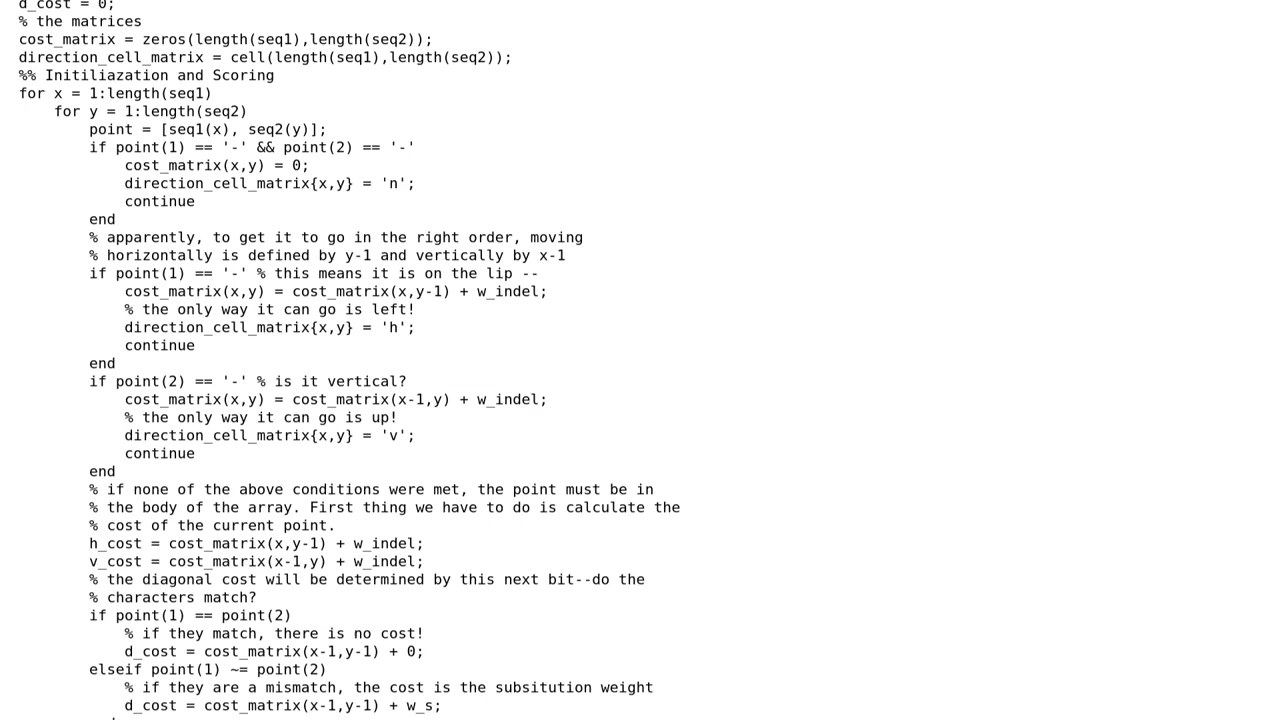 d_cost = 0;
% the matrices
cost_matrix = zeros(length(seq1),length(seq2));
direction_cell_matrix = cell(length(seq1),length(seq2));
%% Initiliazation and Scoring
for x = 1:length(seq1)
    for y = 1:length(seq2)
        point = [seq1(x), seq2(y)];
        if point(1) == '-' && point(2) == '-'
            cost_matrix(x,y) = 0;
            direction_cell_matrix{x,y} = 'n';
            continue
        end
        % apparently, to get it to go in the right order, moving
        % horizontally is defined by y-1 and vertically by x-1
        if point(1) == '-' % this means it is on the lip --
            cost_matrix(x,y) = cost_matrix(x,y-1) + w_indel;
            % the only way it can go is left!
            direction_cell_matrix{x,y} = 'h';
            continue
        end
        if point(2) == '-' % is it vertical?
            cost_matrix(x,y) = cost_matrix(x-1,y) + w_indel;
            % the only way it can go is up!
            direction_cell_matrix{x,y} = 'v';
            continue
        end
        % if none of the above conditions were met, the point must be in
        % the body of the array. First thing we have to do is calculate the
        % cost of the current point.
        h_cost = cost_matrix(x,y-1) + w_indel;
        v_cost = cost_matrix(x-1,y) + w_indel;
        % the diagonal cost will be determined by this next bit--do the
        % characters match?
        if point(1) == point(2)
            % if they match, there is no cost!
            d_cost = cost_matrix(x-1,y-1) + 0;
        elseif point(1) ~= point(2)
            % if they are a mismatch, the cost is the subsitution weight
            d_cost = cost_matrix(x-1,y-1) + w_s;